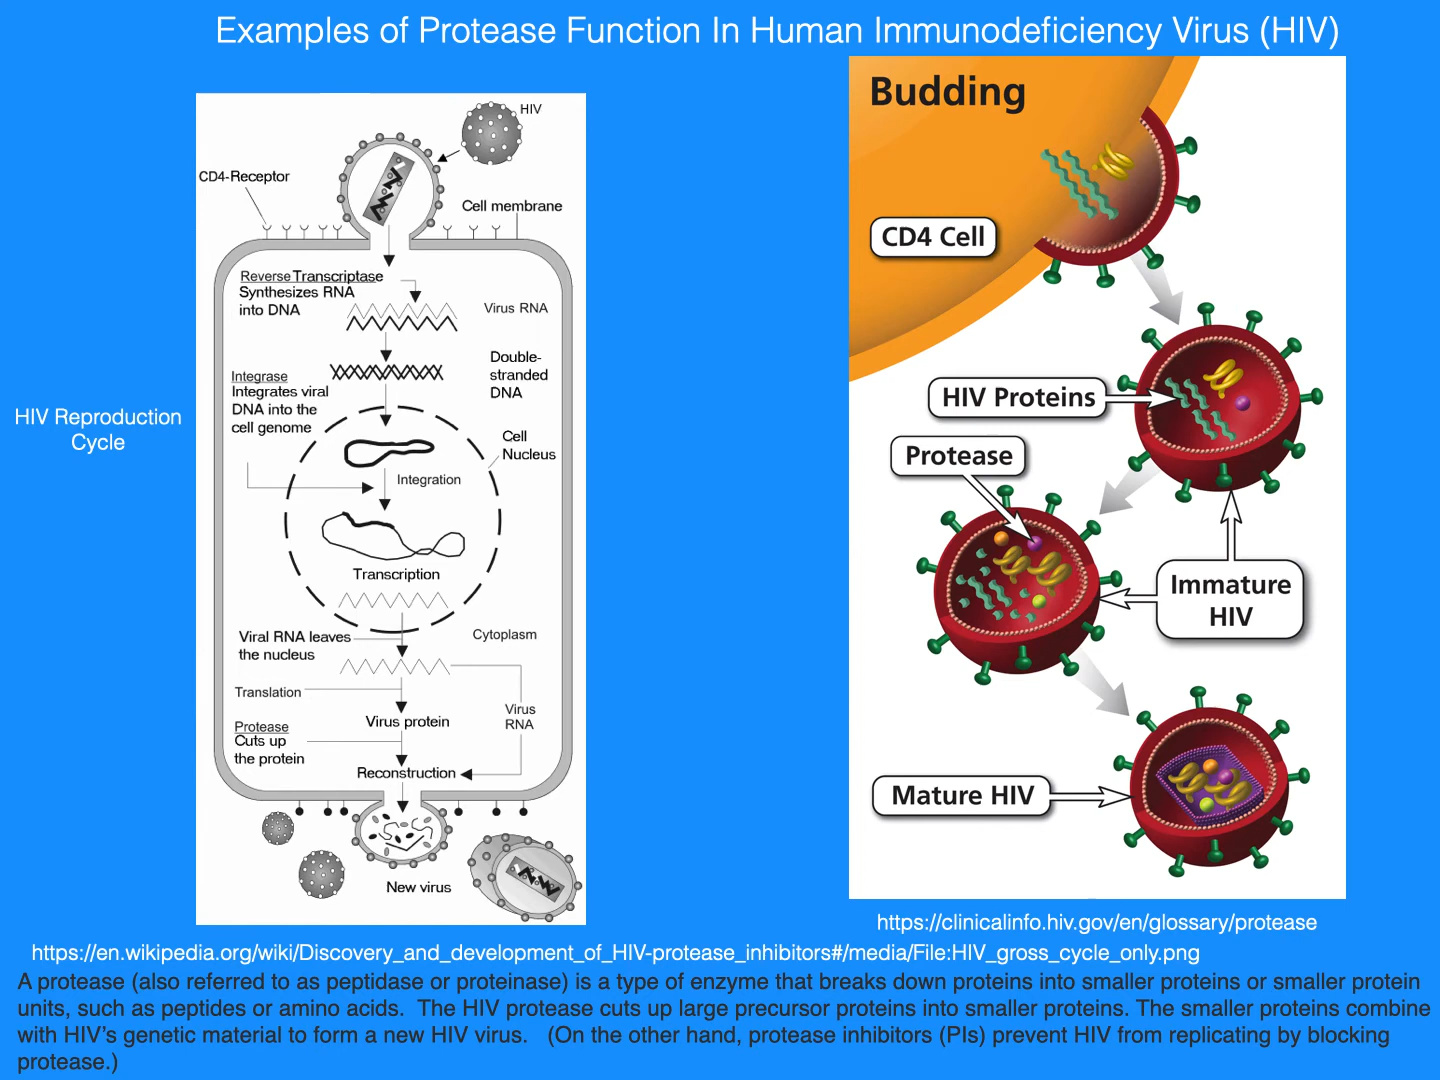 Examples of Protease Function In Human Immunodeficiency Virus (HIV)
HIV Reproduction
Cycle
HIV
CD4-Receptor
Cell membrane
Reverse Transcriptase
Synthesizes RNA
into DNA
Virus RNA
Double-
stranded
DNA
Integrase
Integrates viral
DNA into the
cell genome
Cell
Nucleus
Integration
Transcription
Viral RNA leaves
the nucleus
Cytoplasm
Translation
Virus protein
Virus
RNA
Protease
Cuts up
the protein
Reconstruction
New virus
Budding
CD4 Cell
HIV Proteins
Protease
Immature
HIV
Mature HIV
https://clinicalinfo.hiv.gov/en/glossary/protease
https://en.wikipedia.org/wiki/Discovery_and_development_of_HIV-protease_inhibitors#/media/File:HIV_gross_cycle_only.png
A protease (also referred to as peptidase or proteinase) is a type of enzyme that breaks down proteins into smaller proteins or smaller protein
units, such as peptides or amino acids.  The HIV protease cuts up large precursor proteins into smaller proteins. The smaller proteins combine
with HIV’s genetic material to form a new HIV virus.   (On the other hand, protease inhibitors (PIs) prevent HIV from replicating by blocking
protease.)